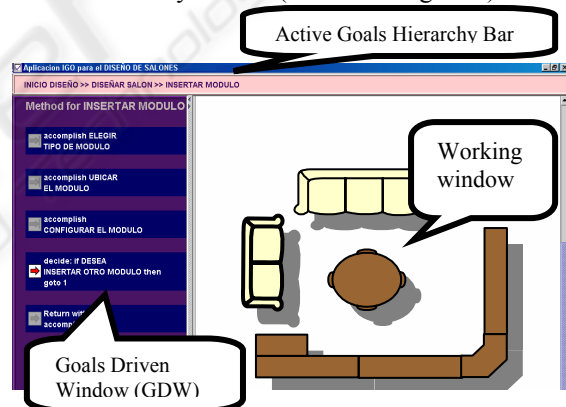 Active Goals Hierarchy Bar
Aplicacion IGO para el DISEÑO DE SALONES
INICIO DISEÑO >> DISEÑAR SALON >> INSERTAR MODULO
Method for INSERTAR MODULO
accomplish ELEGIR
TIPO DE MODULO
accomplish UBICAR
EL MODULO
accomplish
CONFIGURAR EL MODULO
decide: if DESEA
INSERTAR OTRO MODULO then
goto 1
Return
Working
window
Goals Driven
Window (GDW)